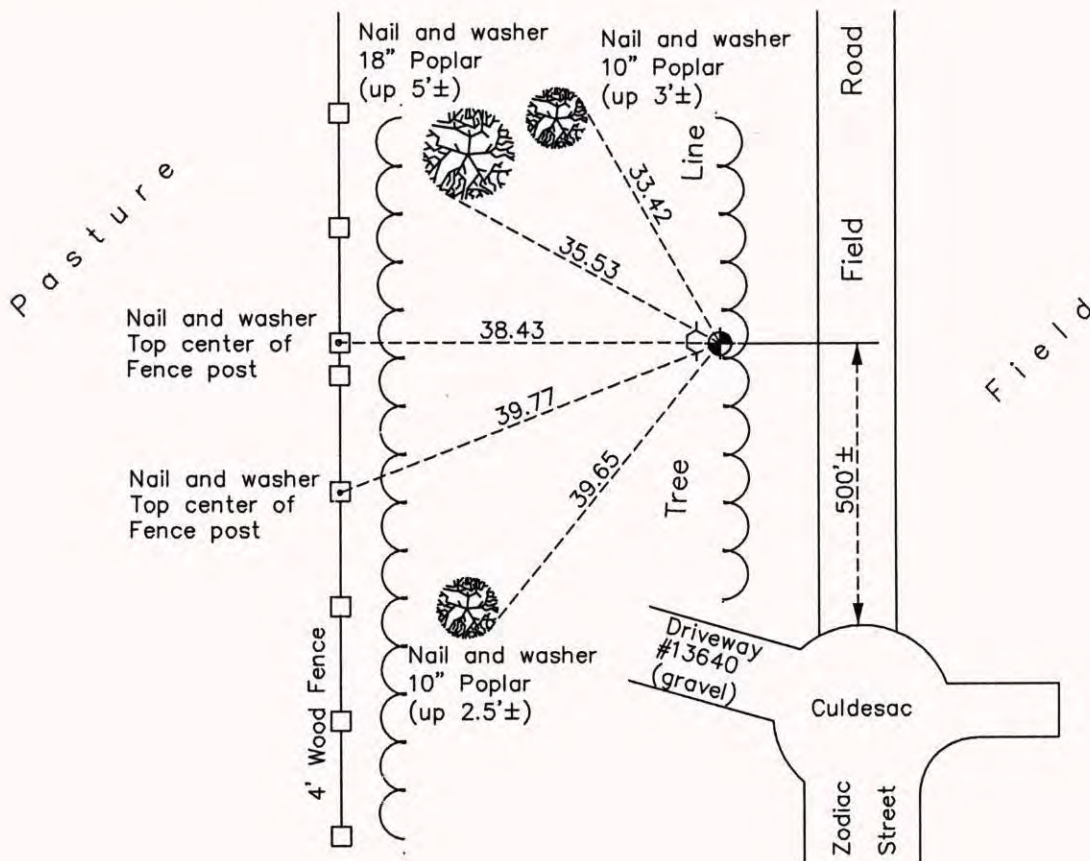 Nail and washer
18" Poplar
(up 5'±)
Nail and washer
10" Poplar
(up 3'±)
Road
Field
Line
Tree
Pasture
Field
33.42
35.53
38.43
39.77
39.65
Nail and washer
Top center of
Fence post
Nail and washer
Top center of
Fence post
500'±
4' Wood Fence
Nail and washer
10" Poplar
(up 2.5'±)
Driveway
#13640
(gravel)
Culdesac
Zodiac
Street